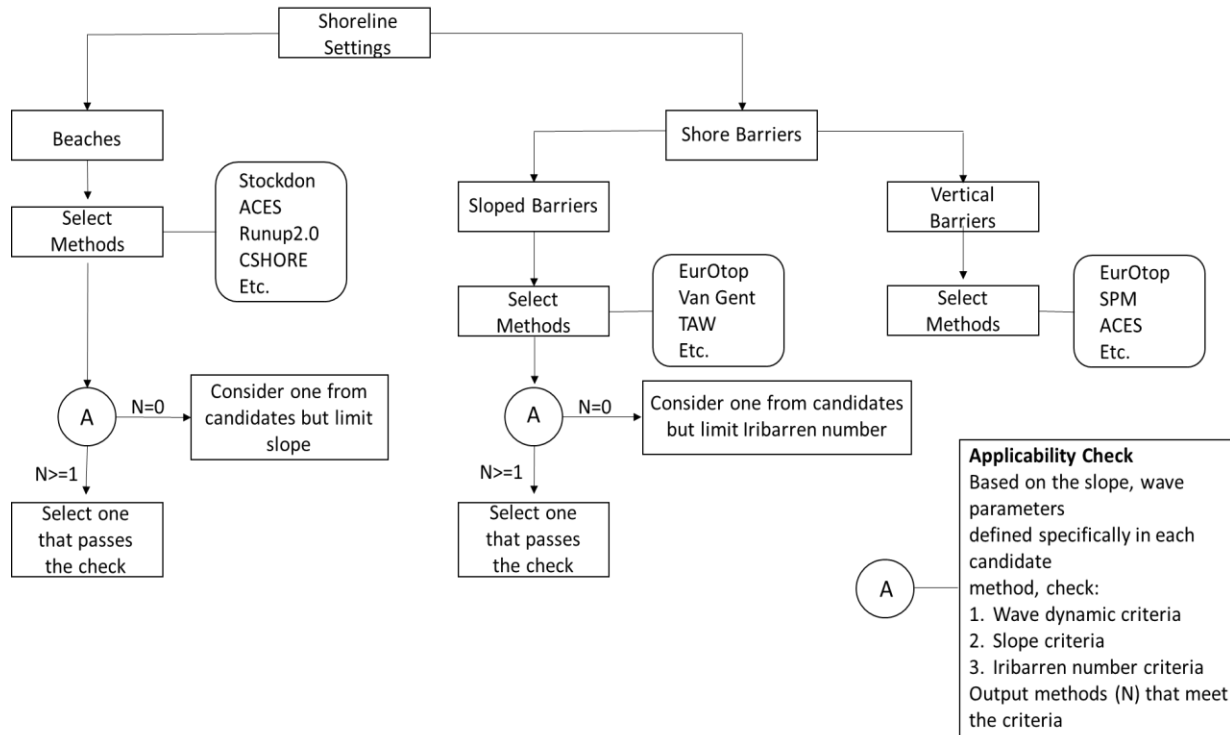 Shoreline
Settings
Beaches
Select
Methods
Stockdon
ACES
Runup2.0
CSHORE
Etc.
A
N=0
Consider one from
candidates but limit
slope
N>=1
Select one
that passes
the check
Shore Barriers
Sloped Barriers
Select
Methods
EurOtop
Van Gent
TAW
Etc.
A
N=0
Consider one from candidates
but limit Iribarren number
N>=1
Select one
that passes
the check
Vertical
Barriers
Select
Methods
EurOtop
SPM
ACES
Etc.
A
Applicability Check
Based on the slope, wave
parameters
defined specifically in each
candidate
method, check:
1. Wave dynamic criteria
2. Slope criteria
3. Iribarren number criteria
Output methods (N) that meet
the criteria